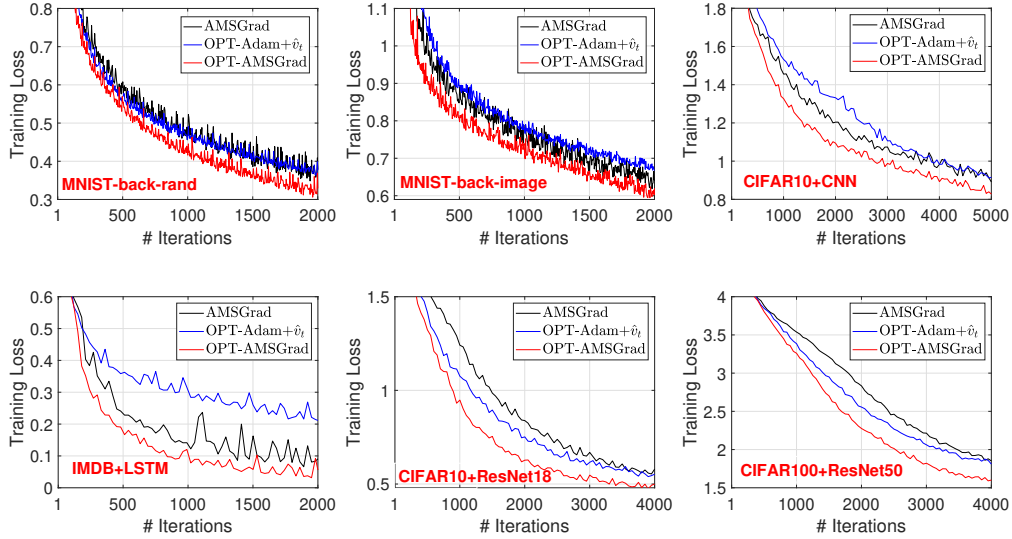 0.8
0.7
0.6
0.5
0.4
0.3
Training Loss
AMSGrad
OPT-Adam+v̂ₜ
OPT-AMSGrad
MNIST-back-rand
1 500 1000 1500 2000
# Iterations
1.1
1
0.9
0.8
0.7
0.6
Training Loss
AMSGrad
OPT-Adam+v̂ₜ
OPT-AMSGrad
MNIST-back-image
1 500 1000 1500 2000
# Iterations
1.8
1.6
1.4
1.2
1
0.8
Training Loss
AMSGrad
OPT-Adam+v̂ₜ
OPT-AMSGrad
CIFAR10+CNN
1 1000 2000 3000 4000 5000
# Iterations
0.6
0.5
0.4
0.3
0.2
0.1
0
Training Loss
AMSGrad
OPT-Adam+v̂ₜ
OPT-AMSGrad
IMDB+LSTM
1 500 1000 1500 2000
# Iterations
1.5
1
0.5
Training Loss
AMSGrad
OPT-Adam+v̂ₜ
OPT-AMSGrad
CIFAR10+ResNet18
1 1000 2000 3000 4000
# Iterations
4
3.5
3
2.5
2
1.5
Training Loss
AMSGrad
OPT-Adam+v̂ₜ
OPT-AMSGrad
CIFAR100+ResNet50
1 1000 2000 3000 4000
# Iterations